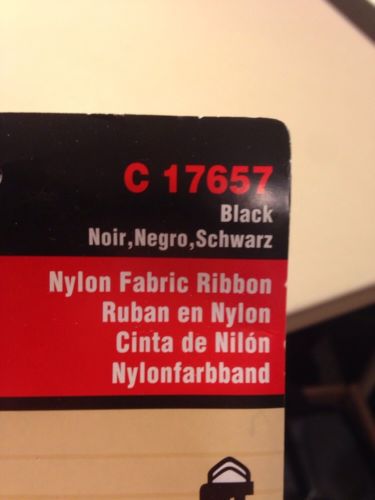 C 17657
Black
Noir,Negro,Schwarz
Nylon Fabric Ribbon
Ruban en Nylon
Cinta de Nilón
Nylonfarbband